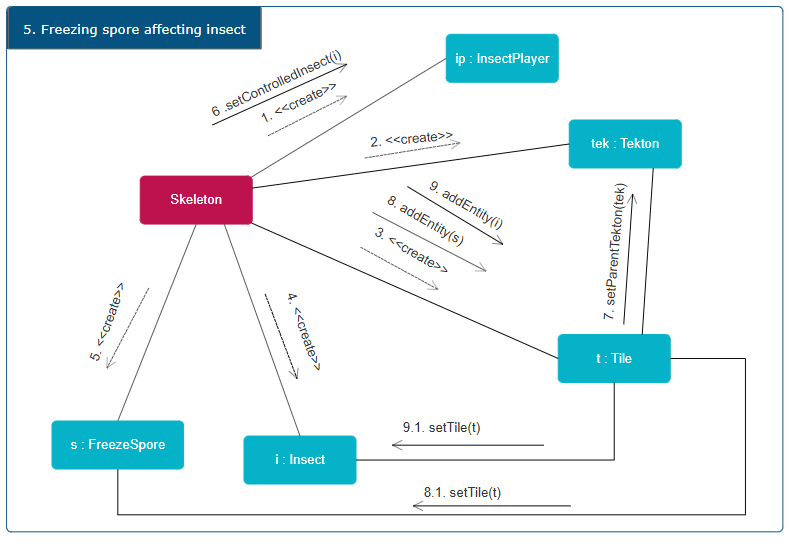 5. Freezing spore affecting insect
ip : InsectPlayer
6 .setControlledInsect(i)
1. <<create>>
2. <<create>>
tek : Tekton
Skeleton
9. addEntity(i)
8. addEntity(s)
3. <<create>>
7. setParentTekton(tek)
5. <<create>>
4. <<create>>
t : Tile
9.1. setTile(t)
s : FreezeSpore
i : Insect
8.1. setTile(t)